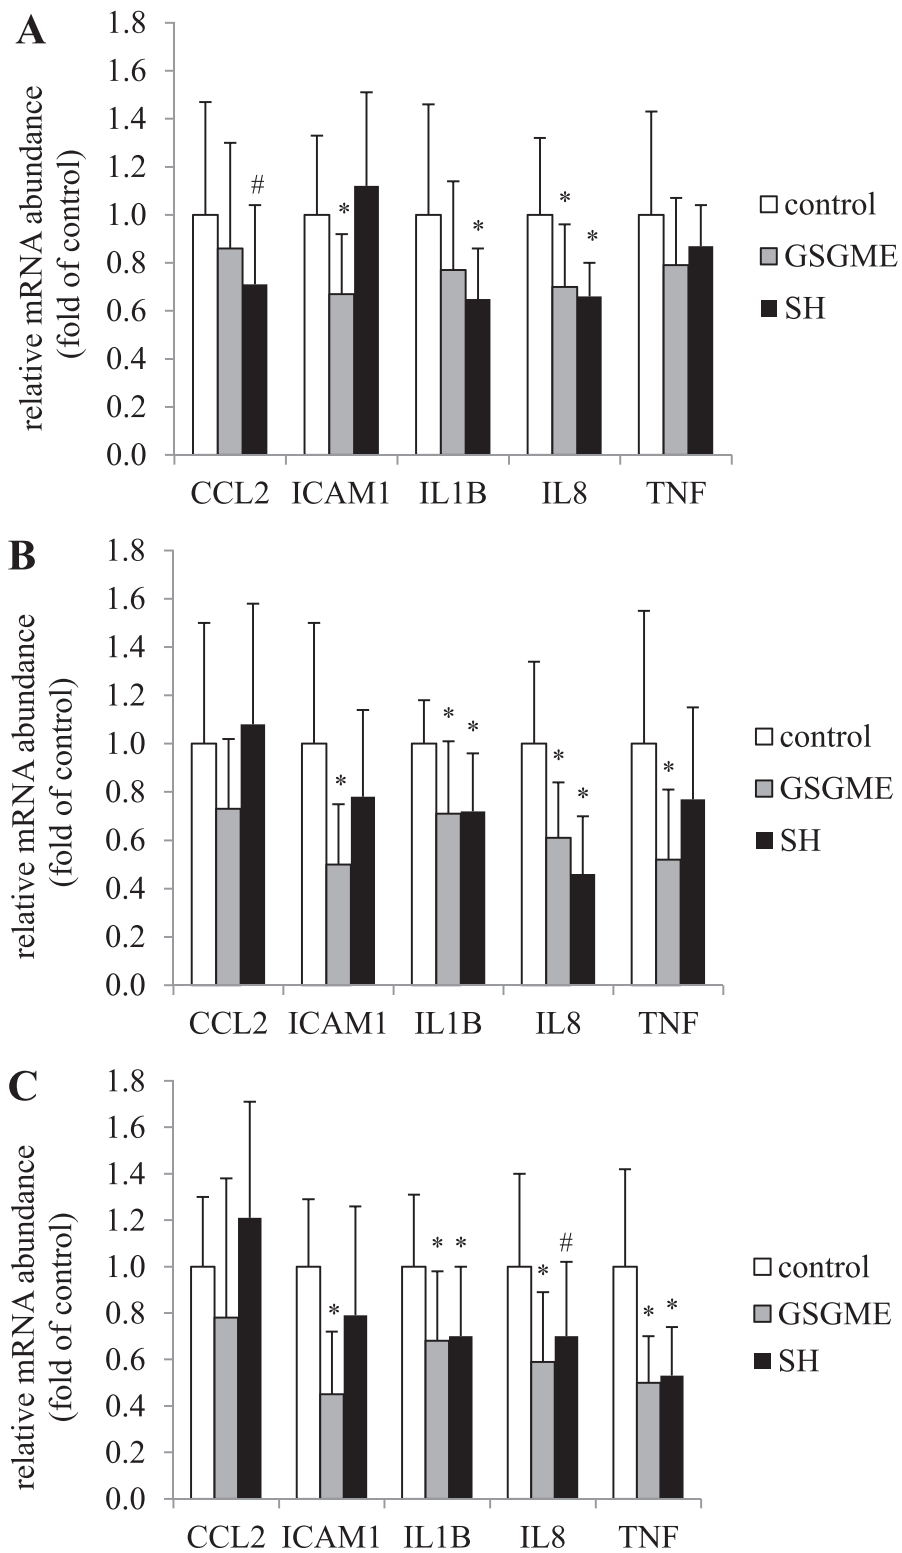 A
relative mRNA abundance
(fold of control)
1.8
1.6
1.4
1.2
1.0
0.8
0.6
0.4
0.2
0.0
#
*
*
*
*
CCL2 ICAM1 IL1B IL8 TNF
control
GSGME
SH
B
relative mRNA abundance
(fold of control)
1.8
1.6
1.4
1.2
1.0
0.8
0.6
0.4
0.2
0.0
*
*
*
*
*
*
CCL2 ICAM1 IL1B IL8 TNF
control
GSGME
SH
C
relative mRNA abundance
(fold of control)
1.8
1.6
1.4
1.2
1.0
0.8
0.6
0.4
0.2
0.0
*
*
*
*
#
*
*
CCL2 ICAM1 IL1B IL8 TNF
control
GSGME
SH